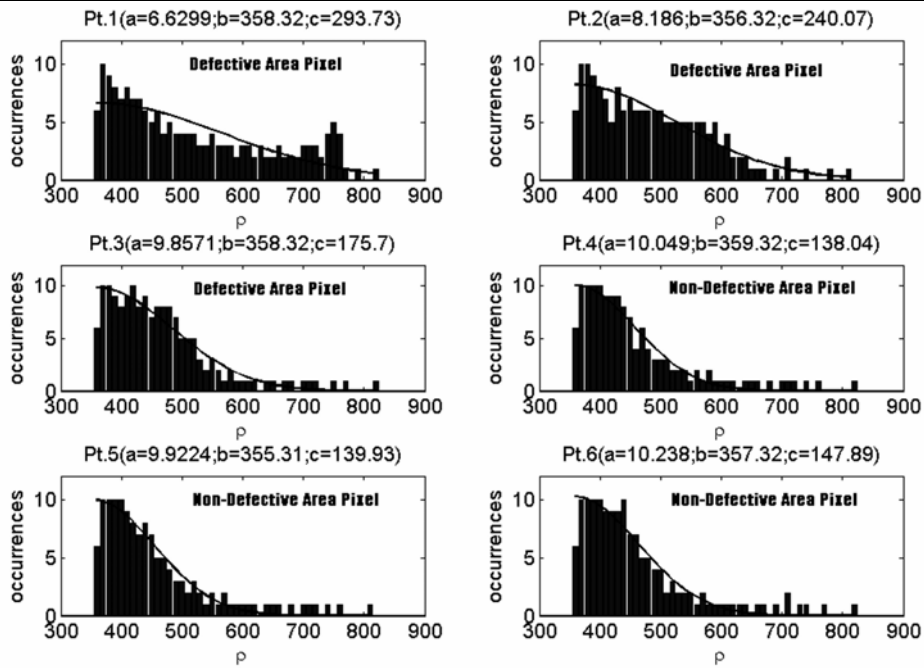 Pt.1(a=6.6299;b=358.32;c=293.73)
Defective Area Pixel
occurrences
10
5
0
300 400 500 600 700 800 900
ρ
Pt.2(a=8.186;b=356.32;c=240.07)
Defective Area Pixel
occurrences
10
5
0
300 400 500 600 700 800 900
ρ
Pt.3(a=9.8571;b=358.32;c=175.7)
Defective Area Pixel
occurrences
10
5
0
300 400 500 600 700 800 900
ρ
Pt.4(a=10.049;b=359.32;c=138.04)
Non-Defective Area Pixel
occurrences
10
5
0
300 400 500 600 700 800 900
ρ
Pt.5(a=9.9224;b=355.31;c=139.93)
Non-Defective Area Pixel
occurrences
10
5
0
300 400 500 600 700 800 900
ρ
Pt.6(a=10.238;b=357.32;c=147.89)
Non-Defective Area Pixel
occurrences
10
5
0
300 400 500 600 700 800 900
ρ